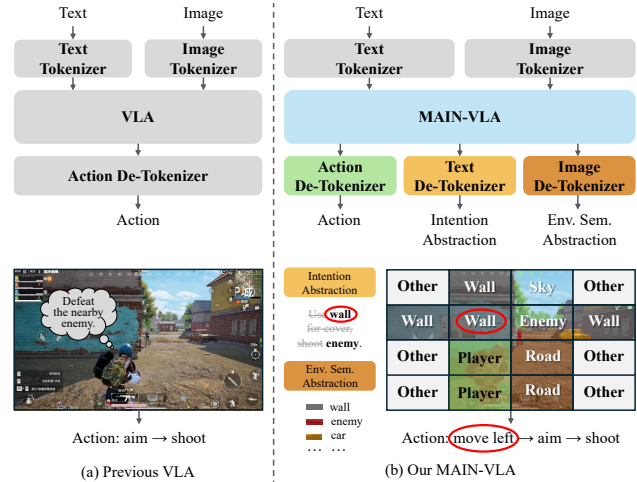 Text
Image
Text
Tokenizer
Image
Tokenizer
VLA
Action De-Tokenizer
Action
Defeat
the nearby
enemy.
Action: aim → shoot
(a) Previous VLA
Text
Image
Text
Tokenizer
Image
Tokenizer
MAIN-VLA
Action
De-Tokenizer
Text
De-Tokenizer
Image
De-Tokenizer
Action
Intention
Abstraction
Env. Sem.
Abstraction
Intention
Abstraction
Use wall
for cover,
shoot enemy.
Env. Sem.
Abstraction
wall
enemy
car
... ...
Other Wall Sky Other
Wall Wall Enemy Wall
Other Player Road Other
Other Player Road Other
Action: move left → aim → shoot
(b) Our MAIN-VLA